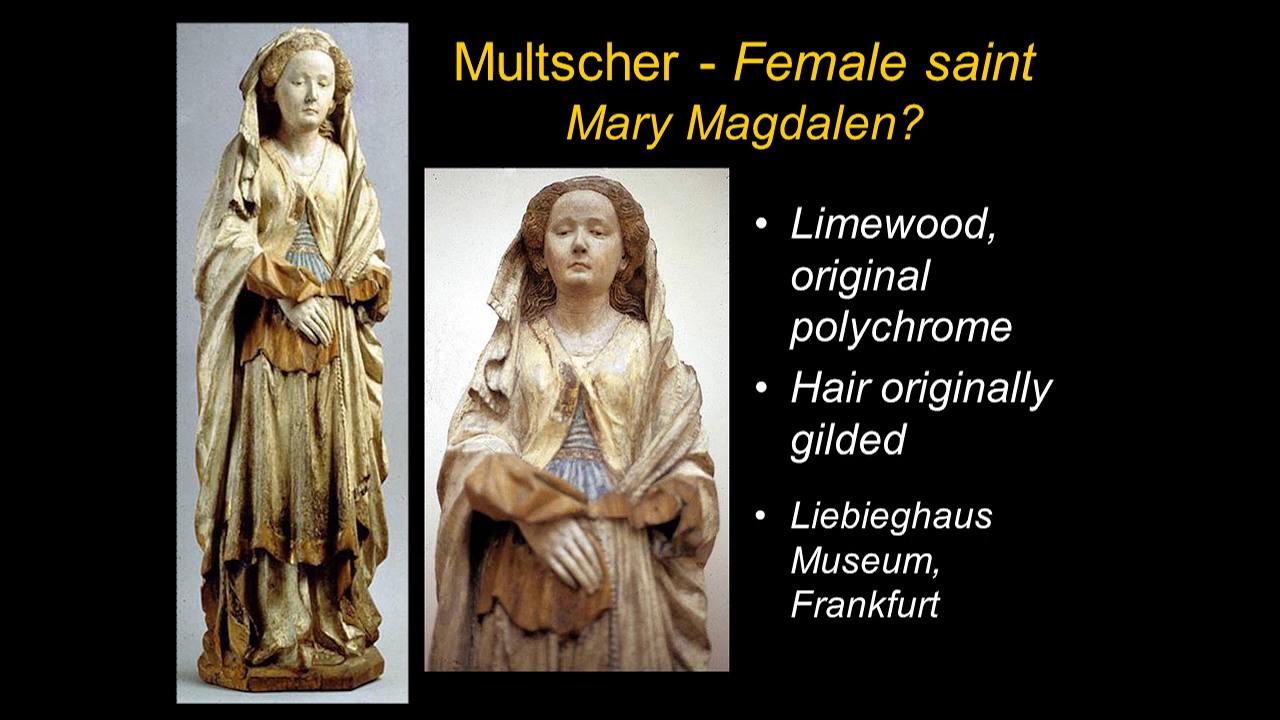 Multscher - Female saint
Mary Magdalen?
• Limewood,
original
polychrome
• Hair originally
gilded
• Liebieghaus
Museum,
Frankfurt